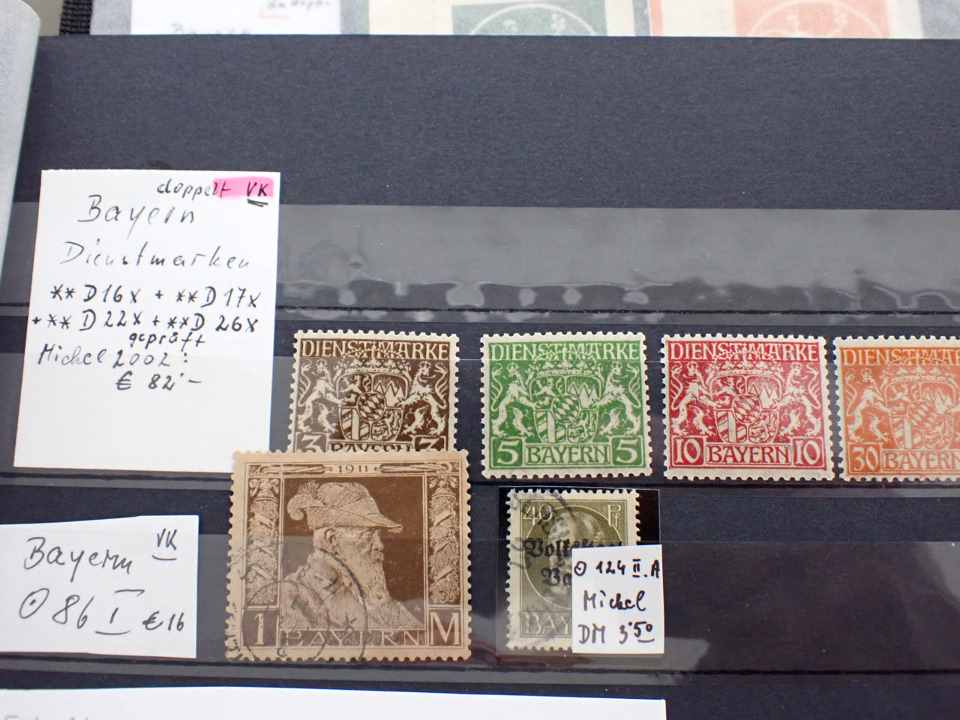 doppelt VK
Bayern
Dienstmarken
** D16x + **D17x
+ ** D22x + **D 26x
geprüft
Michel 2002:
€ 82.-
DIENSTMARKE
3 3
BAYERN
DIENSTMARKE
5 5
BAYERN
DIENSTMARKE
10 10
BAYERN
DIENSTMAR
30
BAYERN
Bayern VK
⊙ 86 I € 16
1911
1 M
BAYERN
40 P
⊙ 124 II. A
Michel
DM 3.50